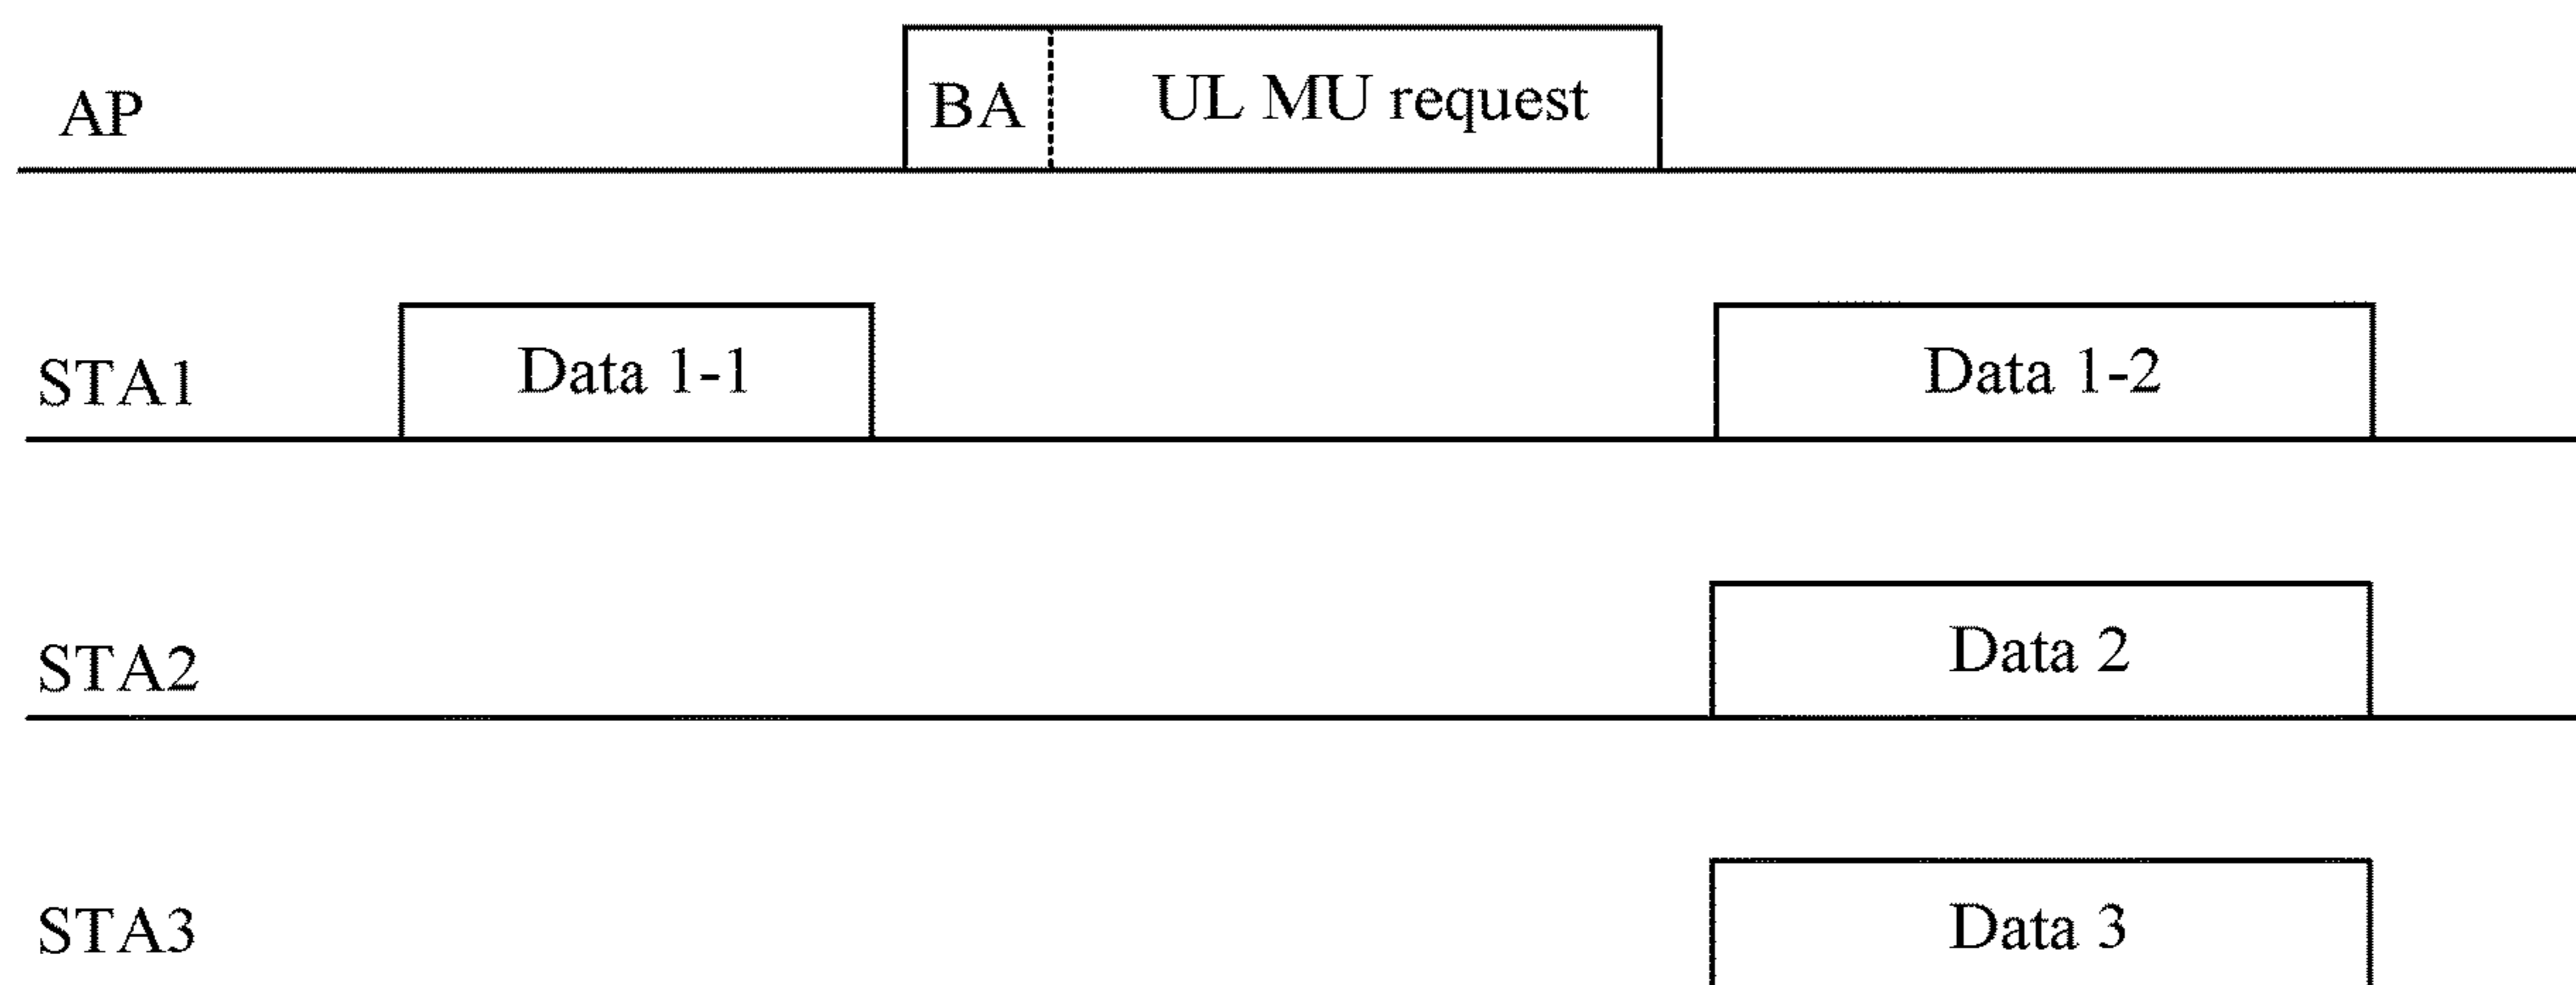 AP
BA
UL MU request
STA1
Data 1-1
Data 1-2
STA2
Data 2
STA3
Data 3